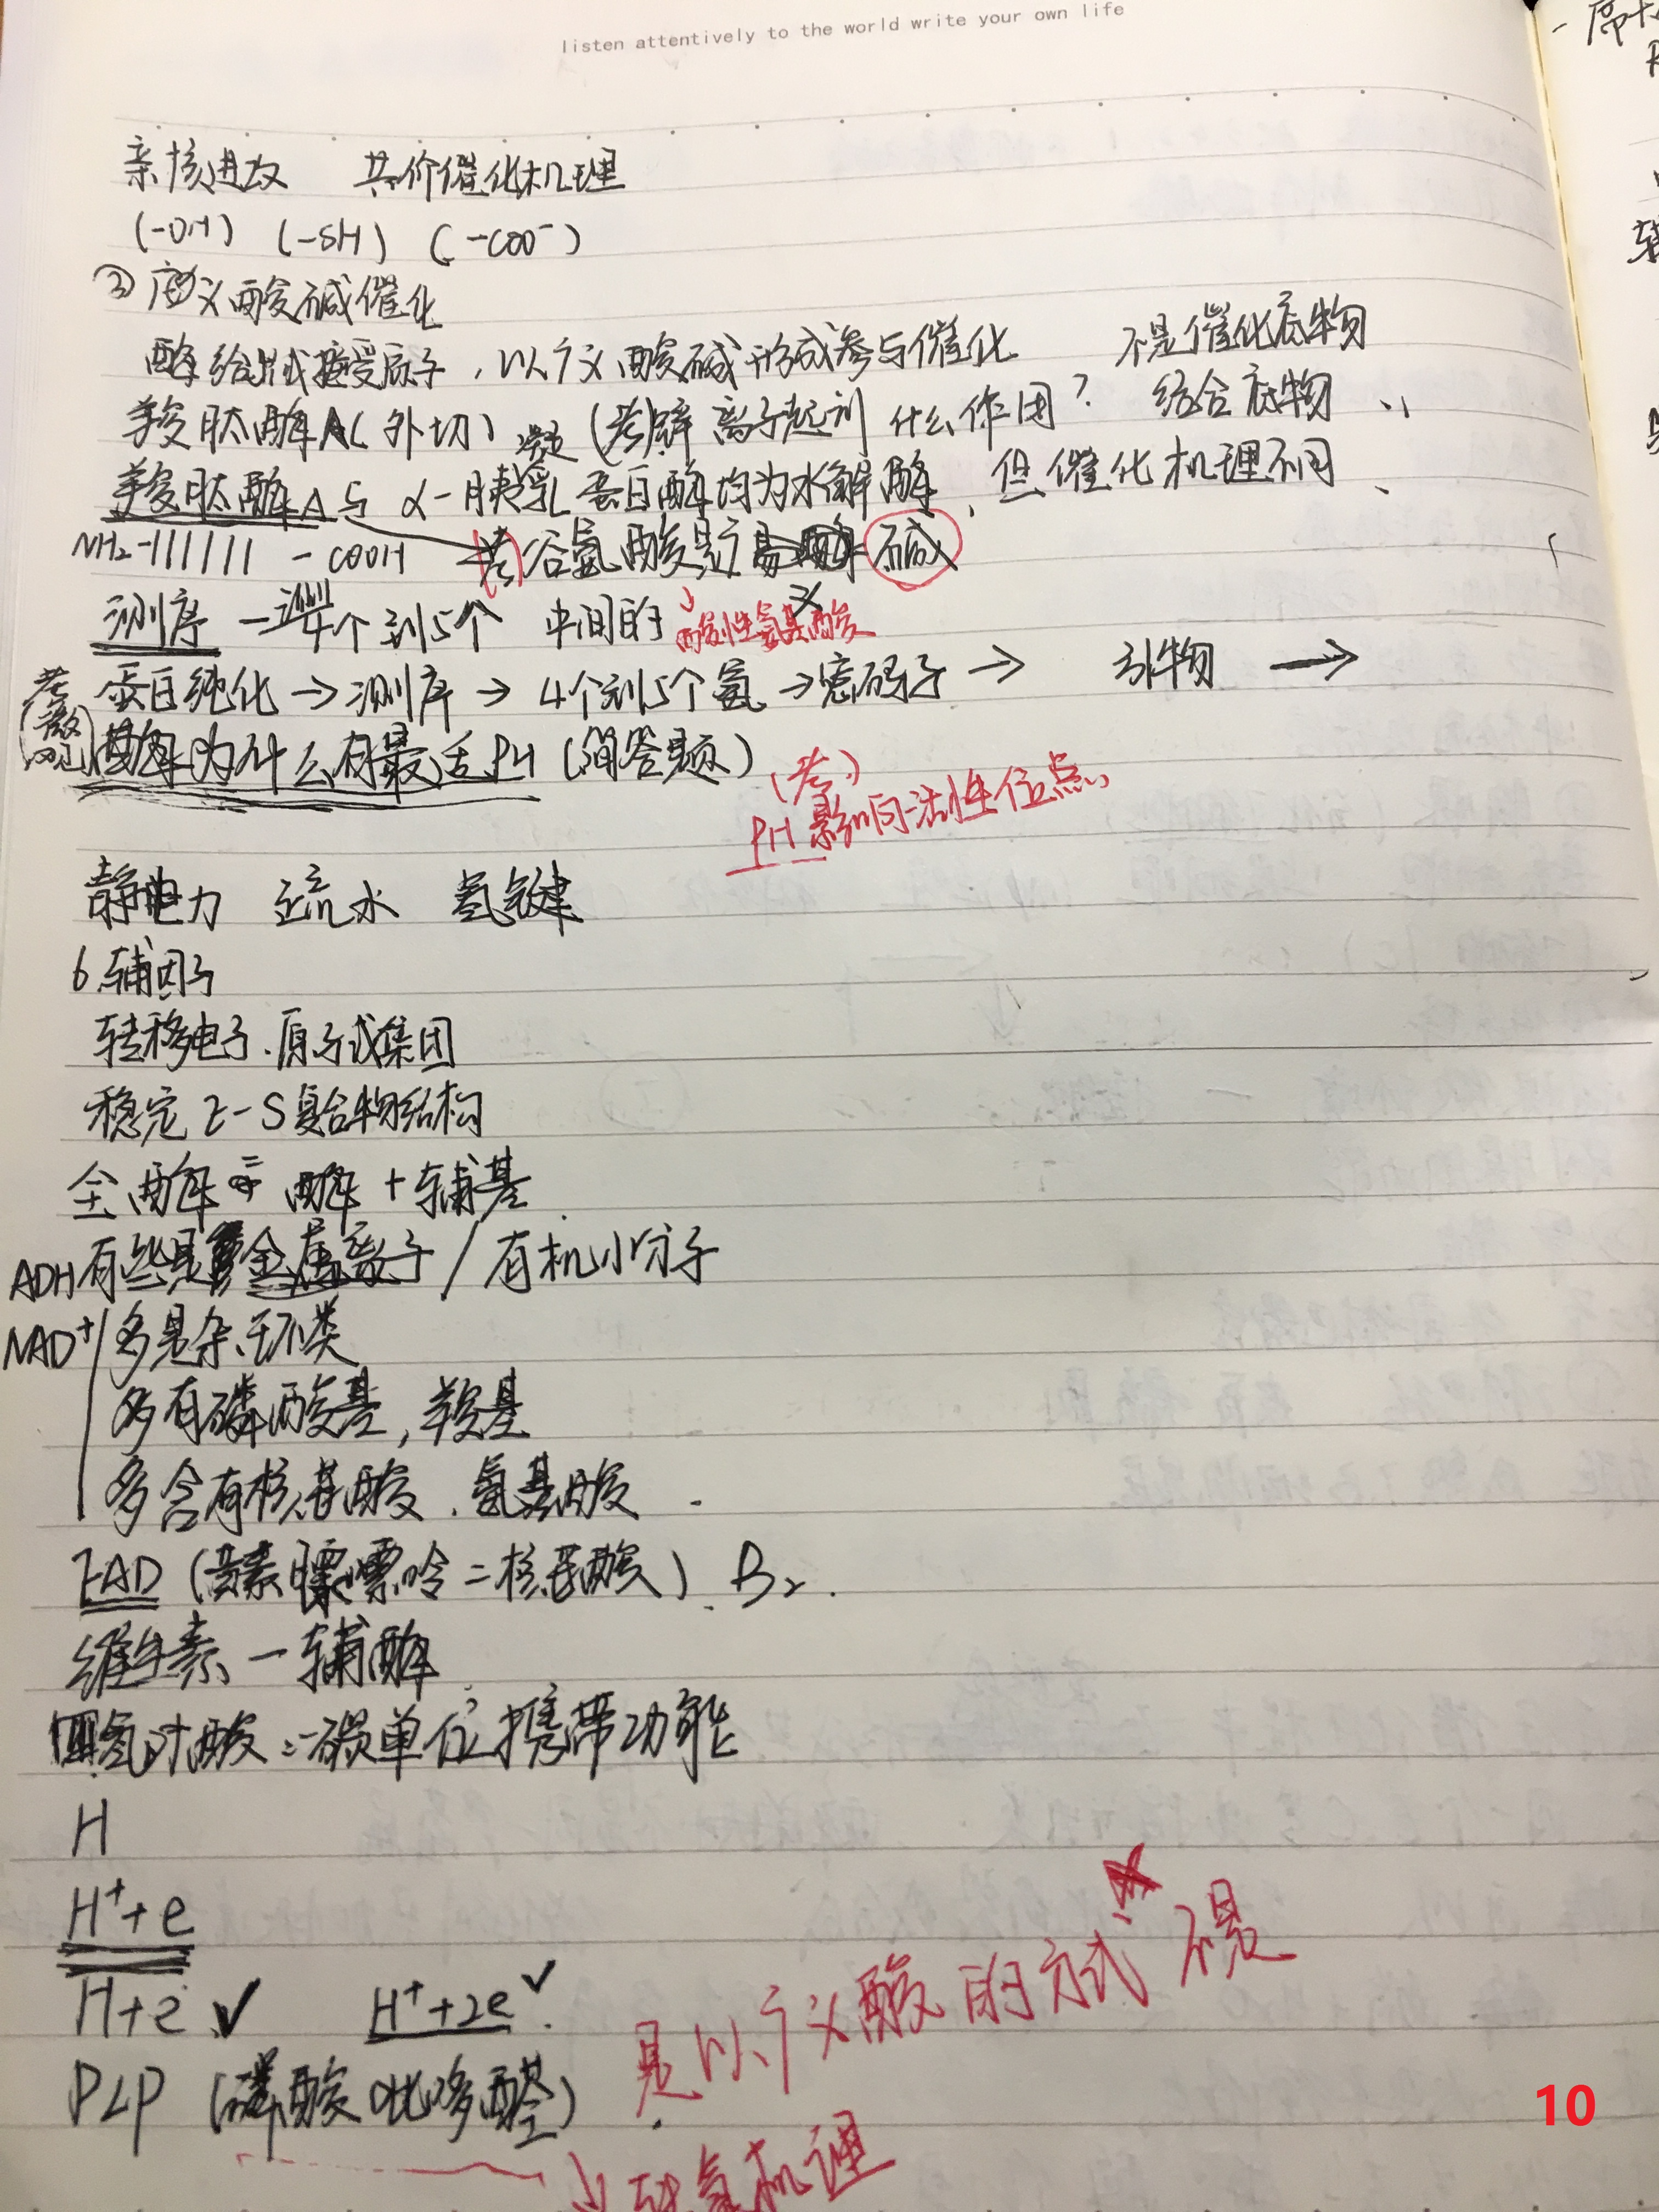 listen attentively to the world write your own life
亲核进攻 共价催化机理
(-OH) (-SH) (-COO⁻)
③广义酸碱催化
酶给出或接受质子,以广义酸碱形成参与催化 不是催化底物
羧肽酶A(外切) (考)锌离子起到什么作用? 结合底物
羧肽酶A与α-胰乳蛋白酶均为水解酶,但催化机理不同、
NH2-|||||| -COOH (考)谷氨酸是广义碱
测序 一端4个到5个 中间的 酸性氨基酸
蛋白纯化→测序→4个到5个氨→密码子→ 引物 →
考 酶为什么有最适PH(简答题)
(考)
PH影响活性位点
静电力 疏水 氢键
6.辅因子
转移电子.原子或集团
稳定E-S复合物结构
全酶=酶+辅基
ADH 有些是金属离子/有机小分子
NAD⁺ 多是杂环类
多有磷酸基,羧基
多含有核苷酸.氨基酸.
FAD(黄素腺嘌呤二核苷酸)B₂.
维生素一辅酶
四氢叶酸:一碳单位携带功能
H
H⁺+e
H+e ✓ H⁺+2e ✓
是以广义酸的方式 不是
PLP(磷酸吡哆醛)
转氨机理
10